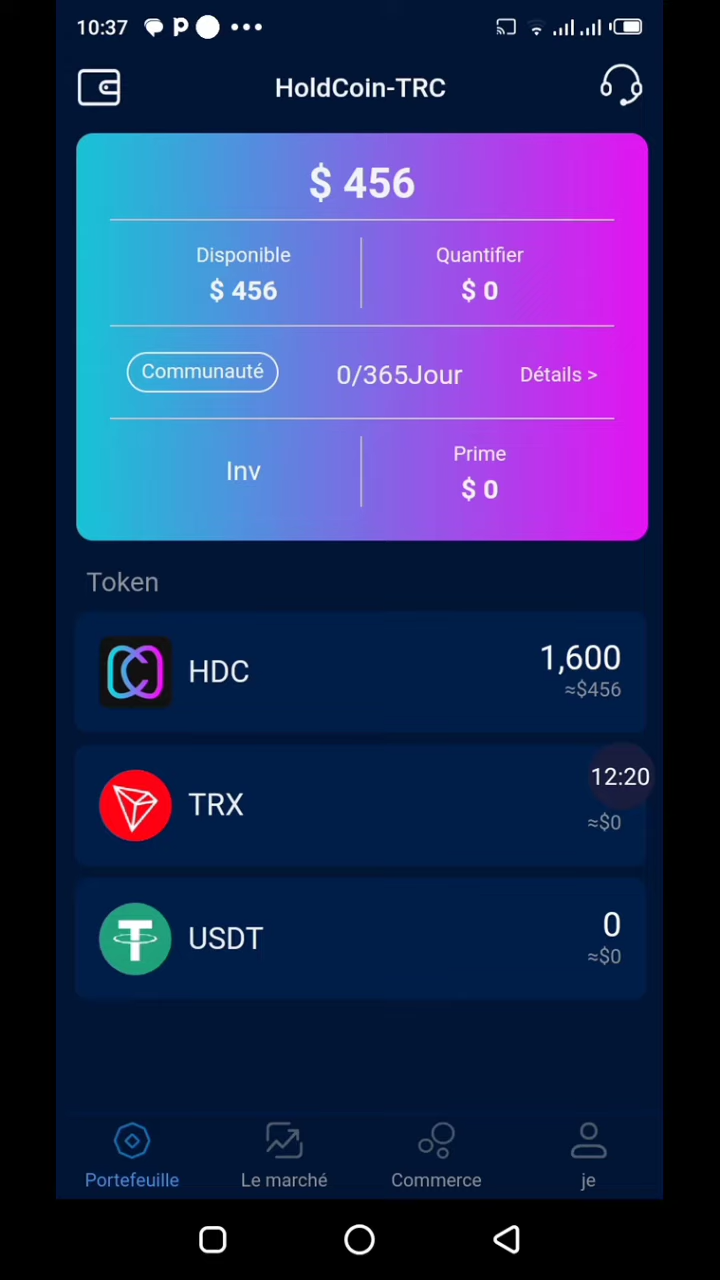 10:37
HoldCoin-TRC
$ 456
Disponible
$ 456
Quantifier
$ 0
Communauté
0/365Jour
Détails >
Inv
Prime
$ 0
Token
HDC
1,600
≈$456
TRX
12:20
≈$0
USDT
0
≈$0
Portefeuille
Le marché
Commerce
je